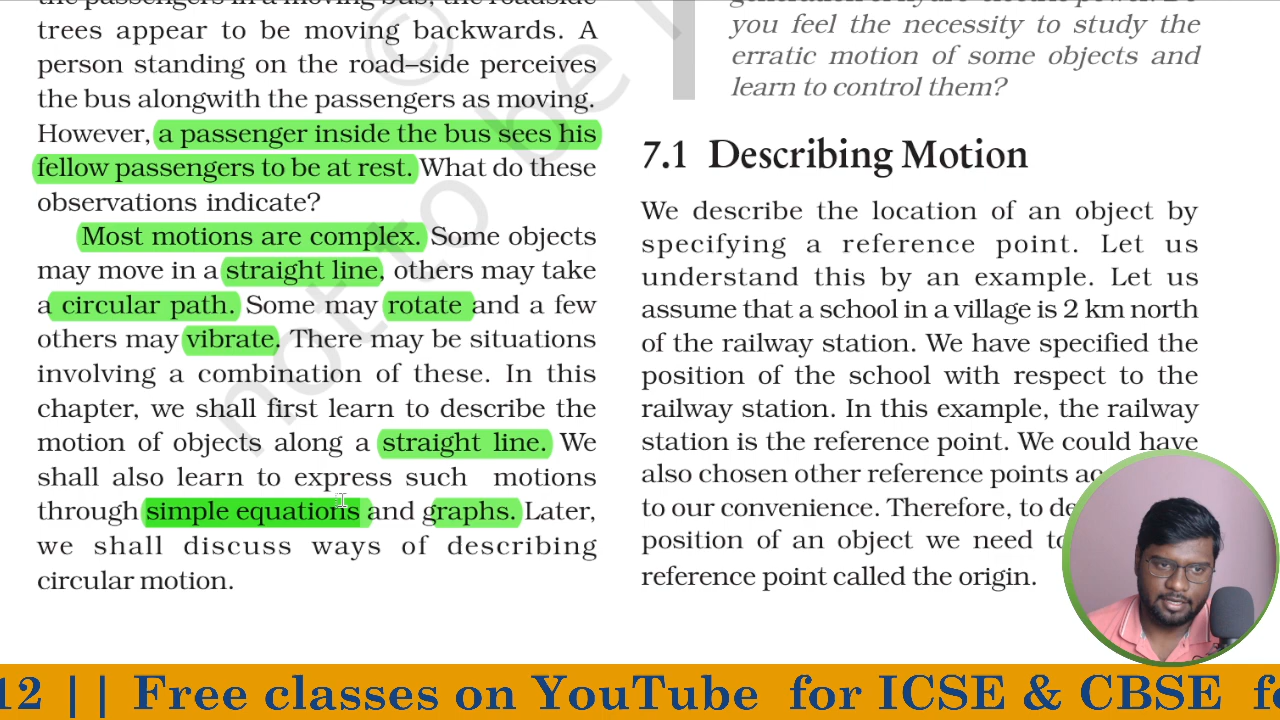 the passengers in a moving bus, the roadside
trees appear to be moving backwards. A
person standing on the road–side perceives
the bus alongwith the passengers as moving.
However, a passenger inside the bus sees his
fellow passengers to be at rest. What do these
observations indicate?
Most motions are complex. Some objects
may move in a straight line, others may take
a circular path. Some may rotate and a few
others may vibrate. There may be situations
involving a combination of these. In this
chapter, we shall first learn to describe the
motion of objects along a straight line. We
shall also learn to express such motions
through simple equations and graphs. Later,
we shall discuss ways of describing
circular motion.
you feel the necessity to study the
erratic motion of some objects and
learn to control them?
7.1 Describing Motion
We describe the location of an object by
specifying a reference point. Let us
understand this by an example. Let us
assume that a school in a village is 2 km north
of the railway station. We have specified the
position of the school with respect to the
railway station. In this example, the railway
station is the reference point. We could have
also chosen other reference points
to our convenience. Therefore, to
position of an object we need
reference point called the origin.
© not to be
12 || Free classes on YouTube for ICSE & CBSE